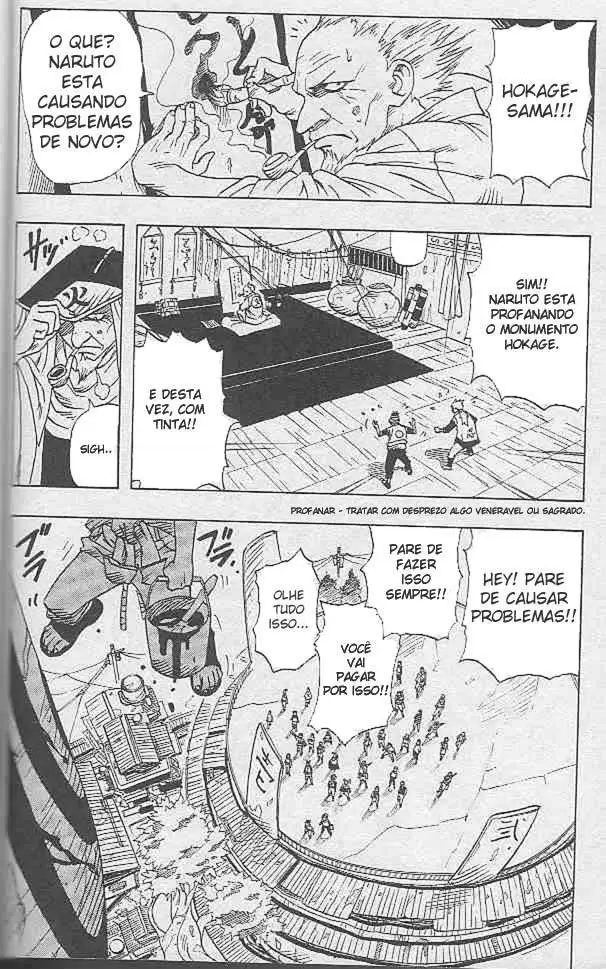 HOKAGE-
SAMA!!!
O QUE?
NARUTO
ESTA
CAUSANDO
PROBLEMAS
DE NOVO?
SIM!!
NARUTO ESTA
PROFANANDO
O MONUMENTO
HOKAGE.
E DESTA
VEZ, COM
TINTA!!
SIGH..
PROFANAR - TRATAR COM DESPREZO ALGO VENERAVEL OU SAGRADO.
HEY! PARE
DE CAUSAR
PROBLEMAS!!
PARE DE
FAZER
ISSO
SEMPRE!!
VOCÊ
VAI
PAGAR
POR ISSO!!
OLHE
TUDO
ISSO...